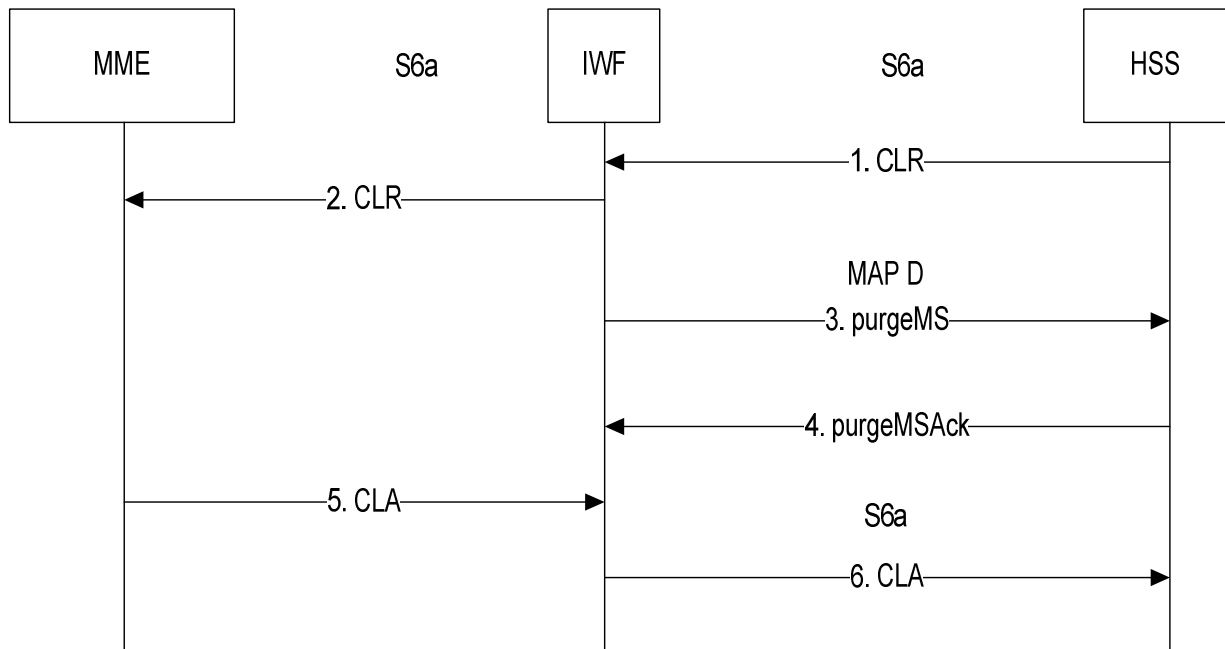 MME
S6a
IWF
S6a
HSS
1. CLR
2. CLR
MAP D
3. purgeMS
4. purgeMSAck
5. CLA
S6a
6. CLA